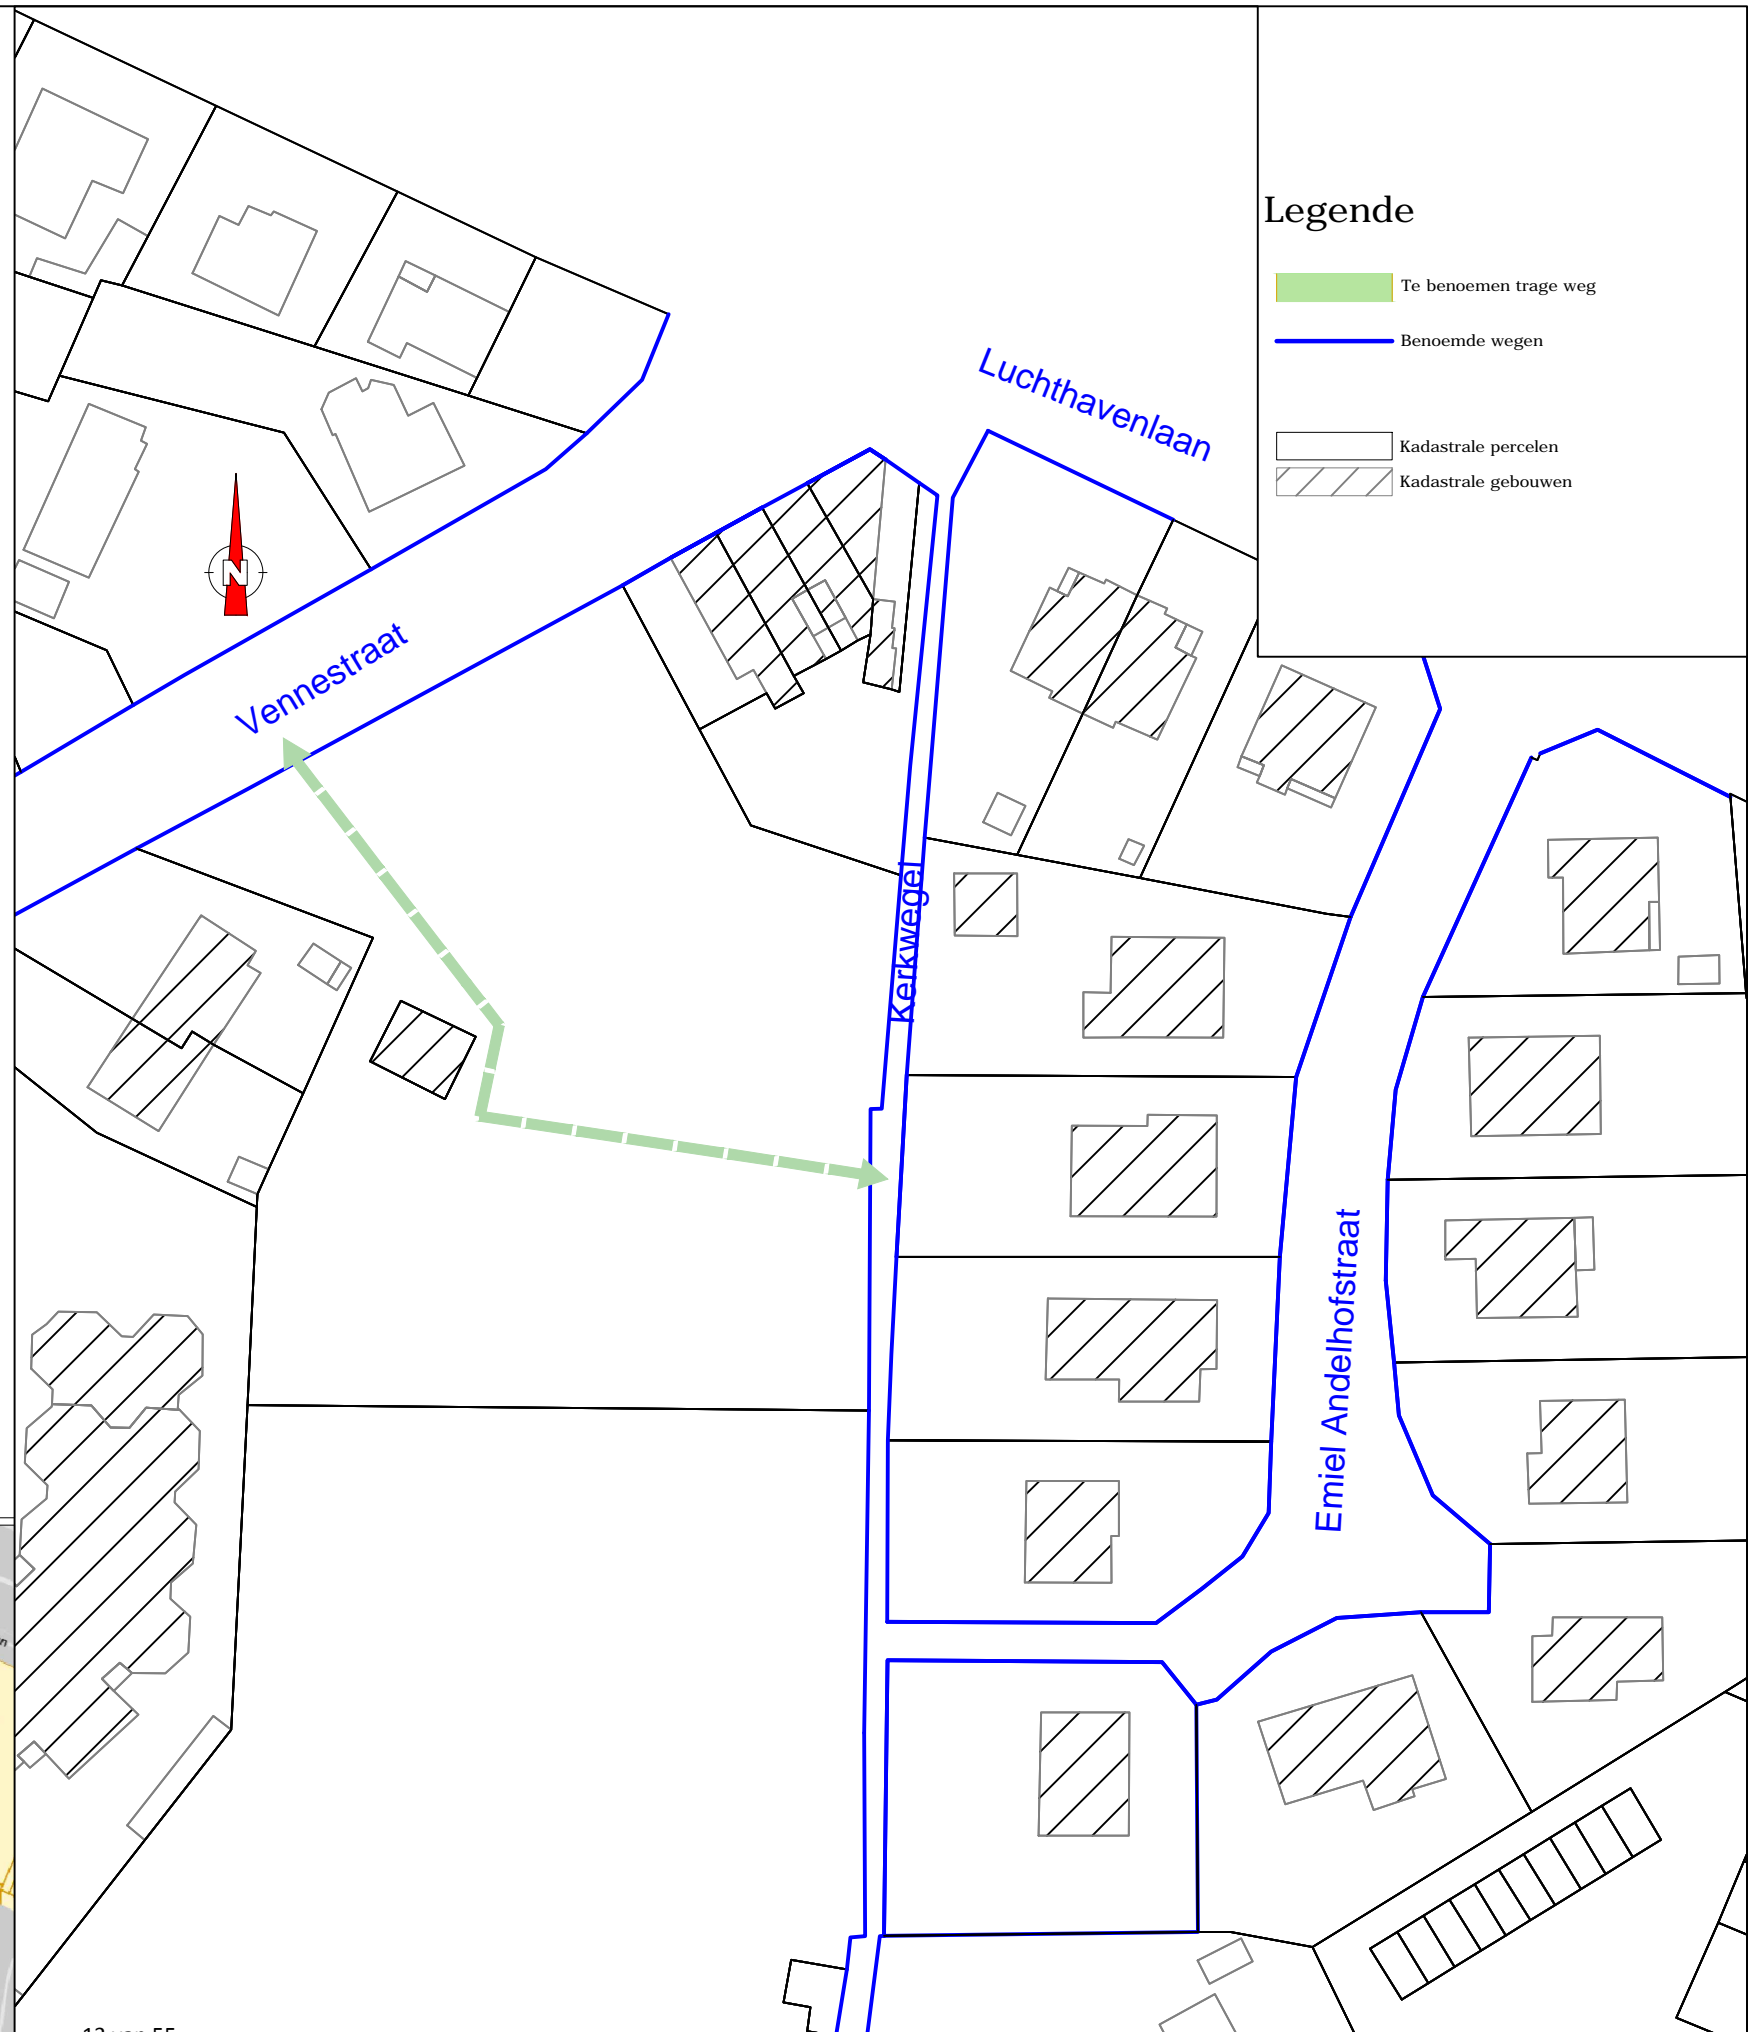 Legende
Te benoemen trage weg
Benoemde wegen
Luchthavenlaan
Kadastrale percelen
Kadastrale gebouwen
N
Vennestraat
Kerkwegel
Emiel Andelhofstraat